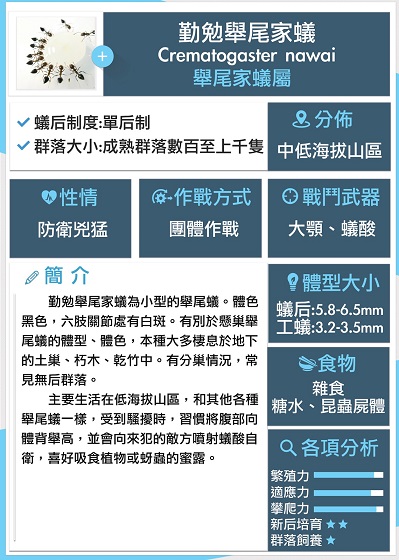 勤勉舉尾家蟻
Crematogaster nawai
舉尾家蟻屬
蟻后制度:單后制
群落大小:成熟群落數百至上千隻
分佈
中低海拔山區
性情
防衛兇猛
作戰方式
團體作戰
戰鬥武器
大顎、蟻酸
簡 介
勤勉舉尾家蟻為小型的舉尾蟻。體色
黑色,六肢關節處有白斑。有別於懸巢舉
尾蟻的體型、體色,本種大多棲息於地下
的土巢、朽木、乾竹中。有分巢情況,常
見無后群落。
主要生活在低海拔山區,和其他各種
舉尾蟻一樣,受到騷擾時,習慣將腹部向
體背舉高,並會向來犯的敵方噴射蟻酸自
衛,喜好吸食植物或蚜蟲的蜜露。
體型大小
蟻后:5.8-6.5mm
工蟻:3.2-3.5mm
食物
雜食
糖水、昆蟲屍體
各項分析
繁殖力
適應力
攀爬力
新后培育 ★★
群落飼養 ★